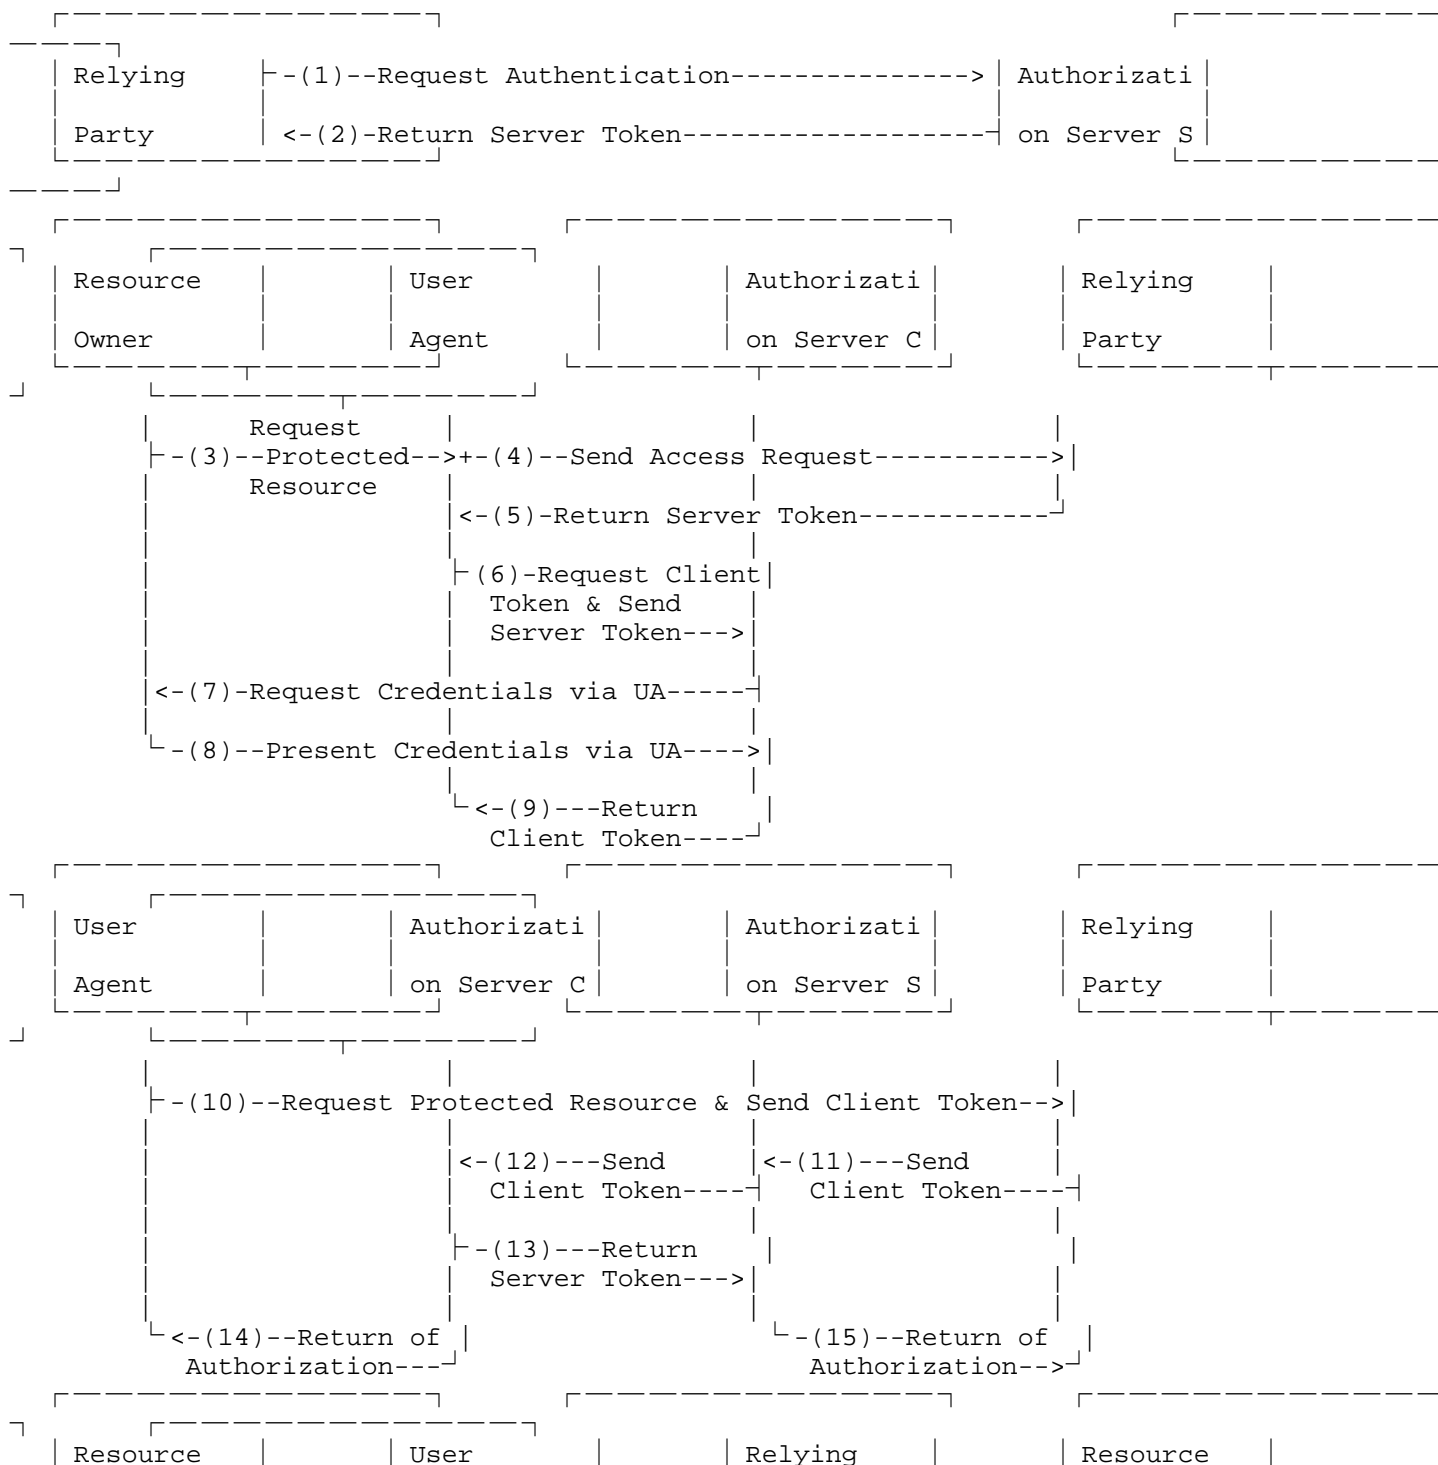 Relying -(1)--Request Authentication---------------> Authorizati
Party <-(2)-Return Server Token------------------- on Server S
Resource User Authorizati Relying
Owner Agent on Server C Party
Request
-(3)--Protected-->+-(4)--Send Access Request----------->
Resource
<-(5)-Return Server Token------------
(6)-Request Client
Token & Send
Server Token--->
<-(7)-Request Credentials via UA-----
-(8)--Present Credentials via UA---->
<-(9)---Return
Client Token----
User Authorizati Authorizati Relying
Agent on Server C on Server S Party
-(10)--Request Protected Resource & Send Client Token-->
<-(12)---Send <-(11)---Send
Client Token---- Client Token----
-(13)---Return
Server Token--->
<-(14)--Return of -(15)--Return of
Authorization--- Authorization-->
Resource User Relying Resource